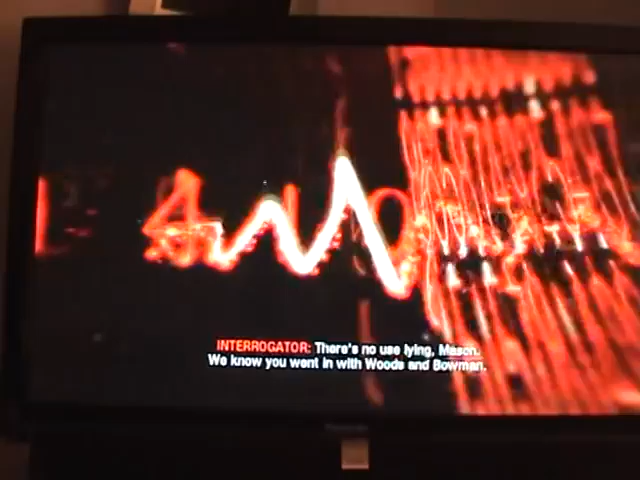 INTERROGATOR: There's no use lying, Mason.
We know you went in with Woods and Bowman.